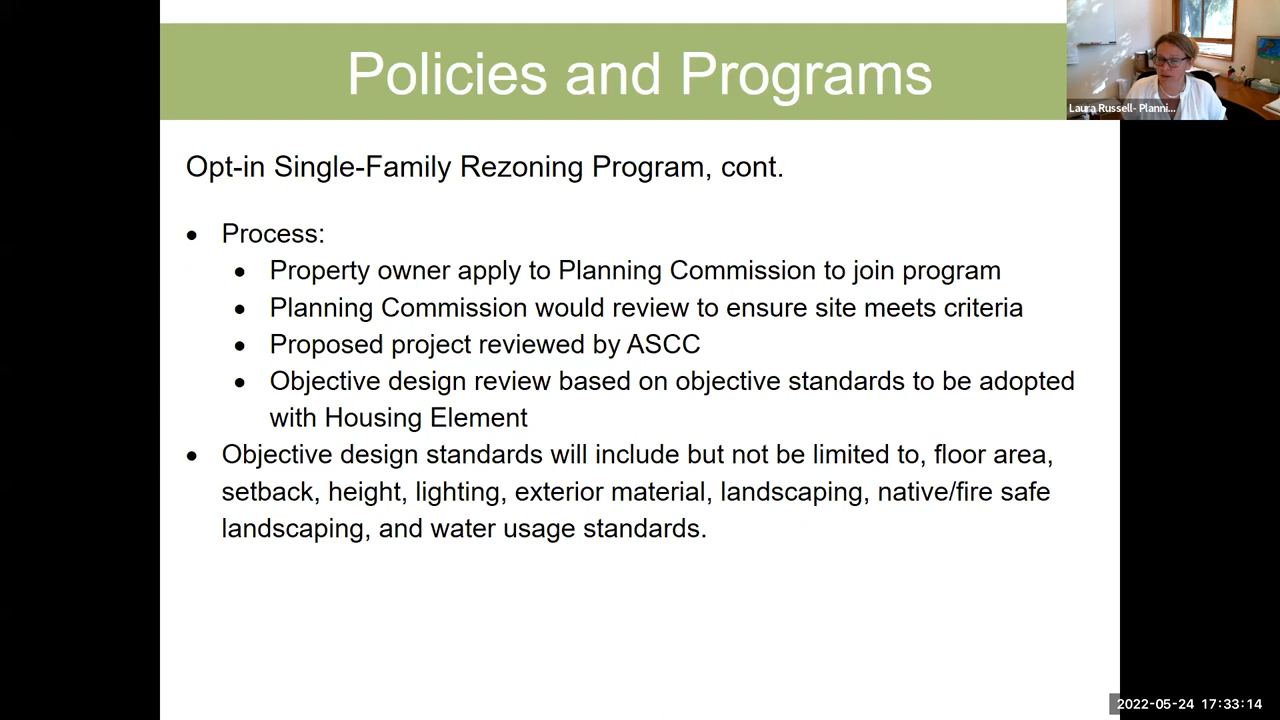 Policies and Programs
Laura Russell- Planni...
Opt-in Single-Family Rezoning Program, cont.
• Process:
• Property owner apply to Planning Commission to join program
• Planning Commission would review to ensure site meets criteria
• Proposed project reviewed by ASCC
• Objective design review based on objective standards to be adopted
with Housing Element
• Objective design standards will include but not be limited to, floor area,
setback, height, lighting, exterior material, landscaping, native/fire safe
landscaping, and water usage standards.
2022-05-24 17:33:14